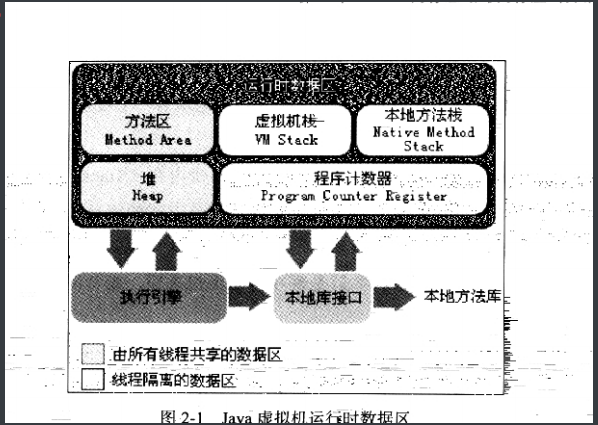 运行时数据区
方法区
Method Area
虚拟机栈
VM Stack
本地方法栈
Native Method
Stack
堆
Heap
程序计数器
Program Counter Register
执行引擎
本地库接口
本地方法库
由所有线程共享的数据区
线程隔离的数据区
图 2-1 Java 虚拟机运行时数据区